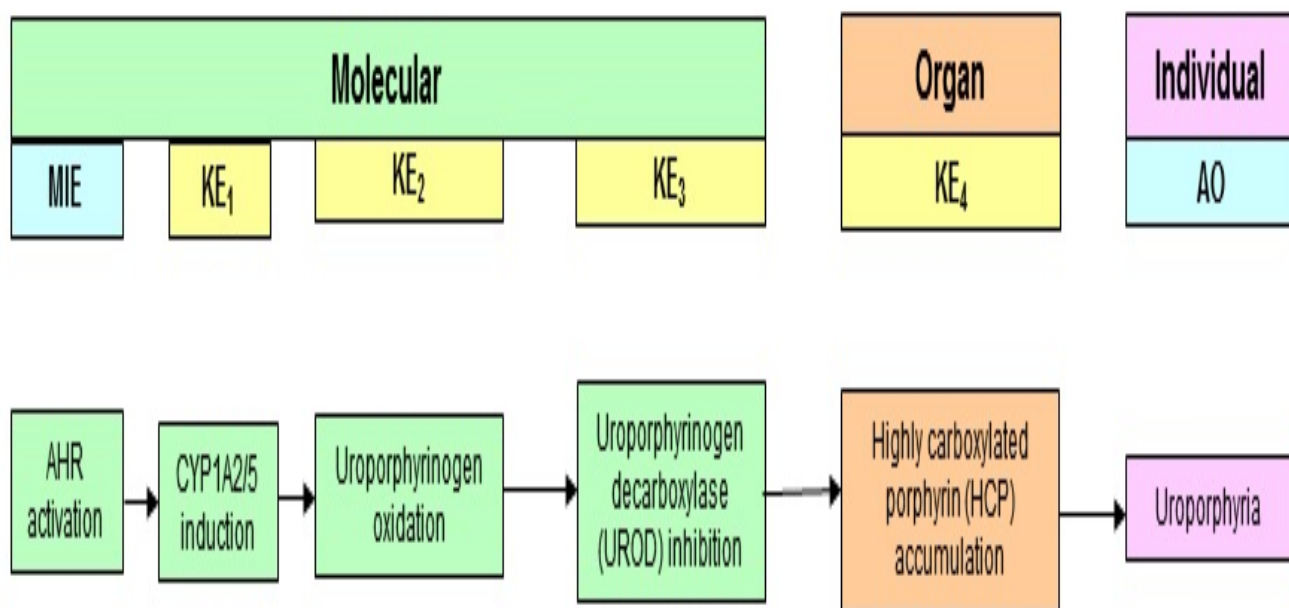 Molecular
Organ
Individual
MIE
KE₁
KE₂
KE₃
KE₄
AO
AHR
activation
CYP1A2/5
induction
Uroporphyrinogen
oxidation
Uroporphyrinogen
decarboxylase
(UROD) inhibition
Highly carboxylated
porphyrin (HCP)
accumulation
Uroporphyria